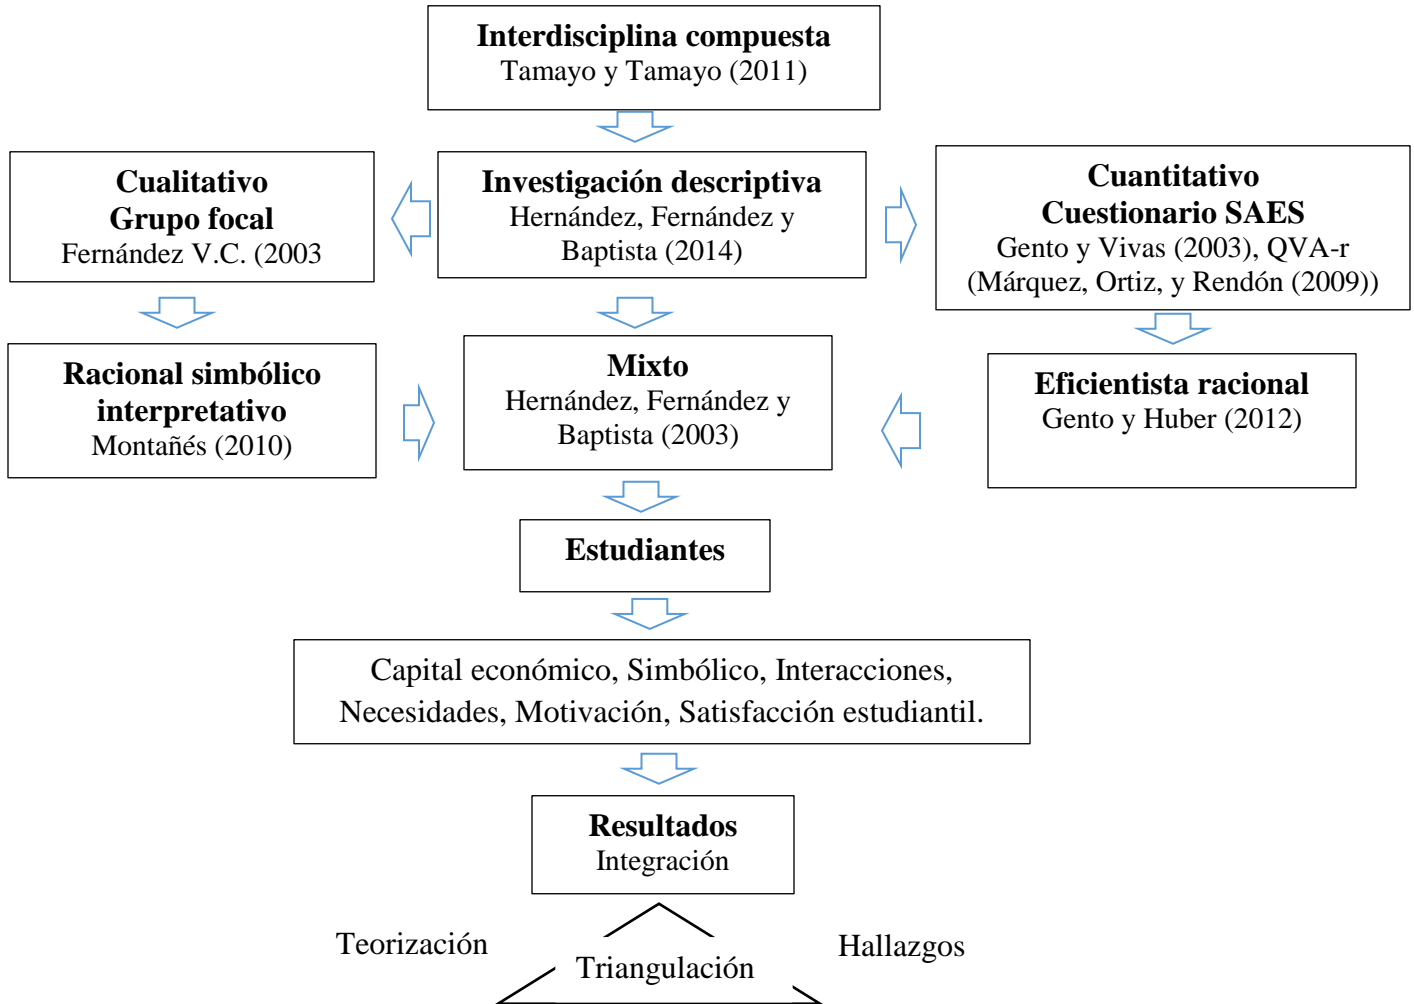 Interdisciplina compuesta
Tamayo y Tamayo (2011)
Cualitativo
Grupo focal
Fernández V.C. (2003
Investigación descriptiva
Hernández, Fernández y
Baptista (2014)
Cuantitativo
Cuestionario SAES
Gento y Vivas (2003), QVA-r
(Márquez, Ortiz, y Rendón (2009))
Racional simbólico
interpretativo
Montañés (2010)
Mixto
Hernández, Fernández y
Baptista (2003)
Eficientista racional
Gento y Huber (2012)
Estudiantes
Capital económico, Simbólico, Interacciones,
Necesidades, Motivación, Satisfacción estudiantil.
Resultados
Integración
Teorización
Hallazgos
Triangulación